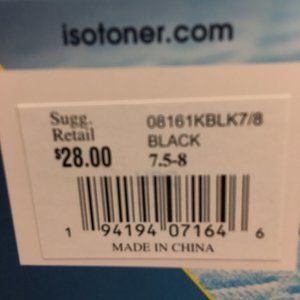 isotoner.com
Sugg. 08161KBLK7/8
Retail BLACK
$28.00 7.5-8
1 94194 07164 6
MADE IN CHINA